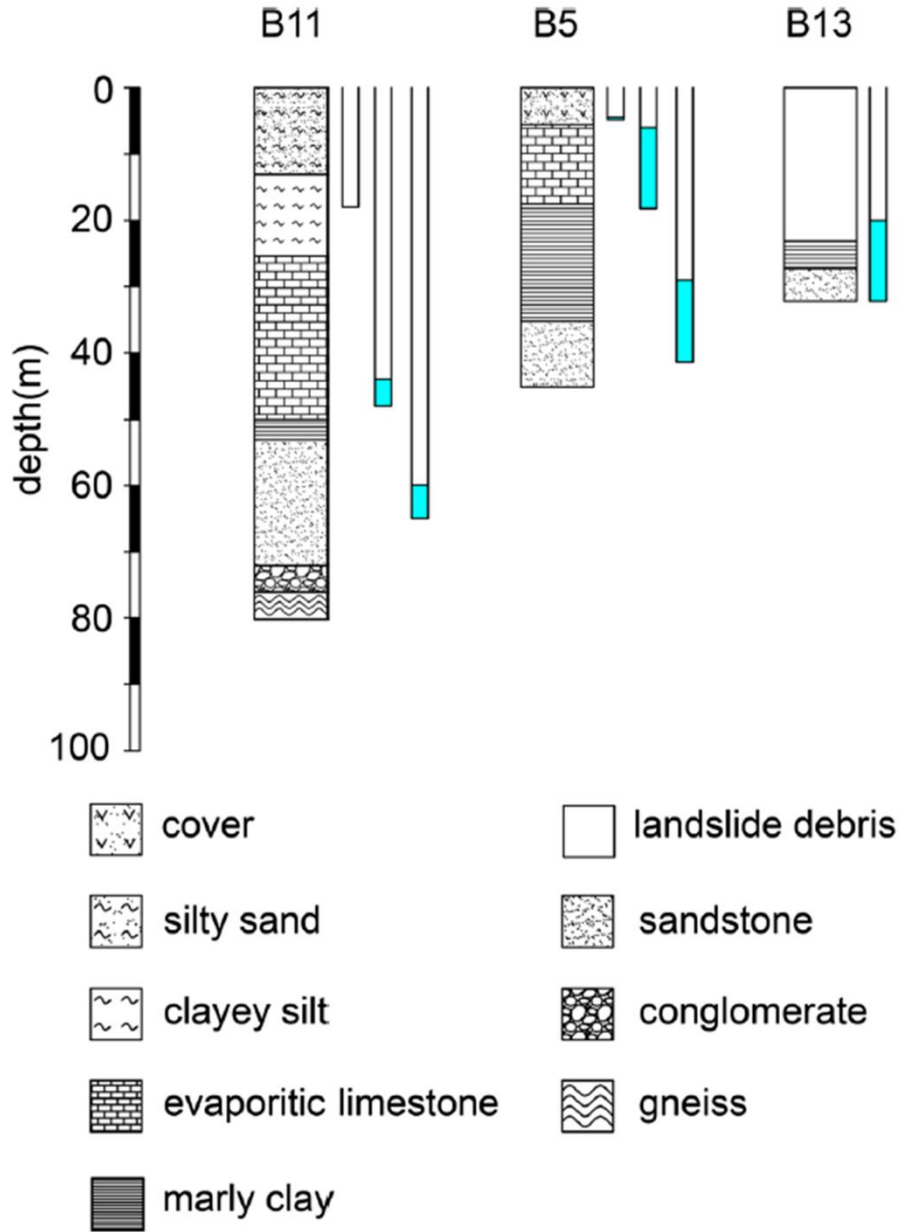 B11 B5 B13
0
20
40
60
80
100
depth(m)
cover
landslide debris
silty sand
sandstone
clayey silt
conglomerate
evaporitic limestone
gneiss
marly clay